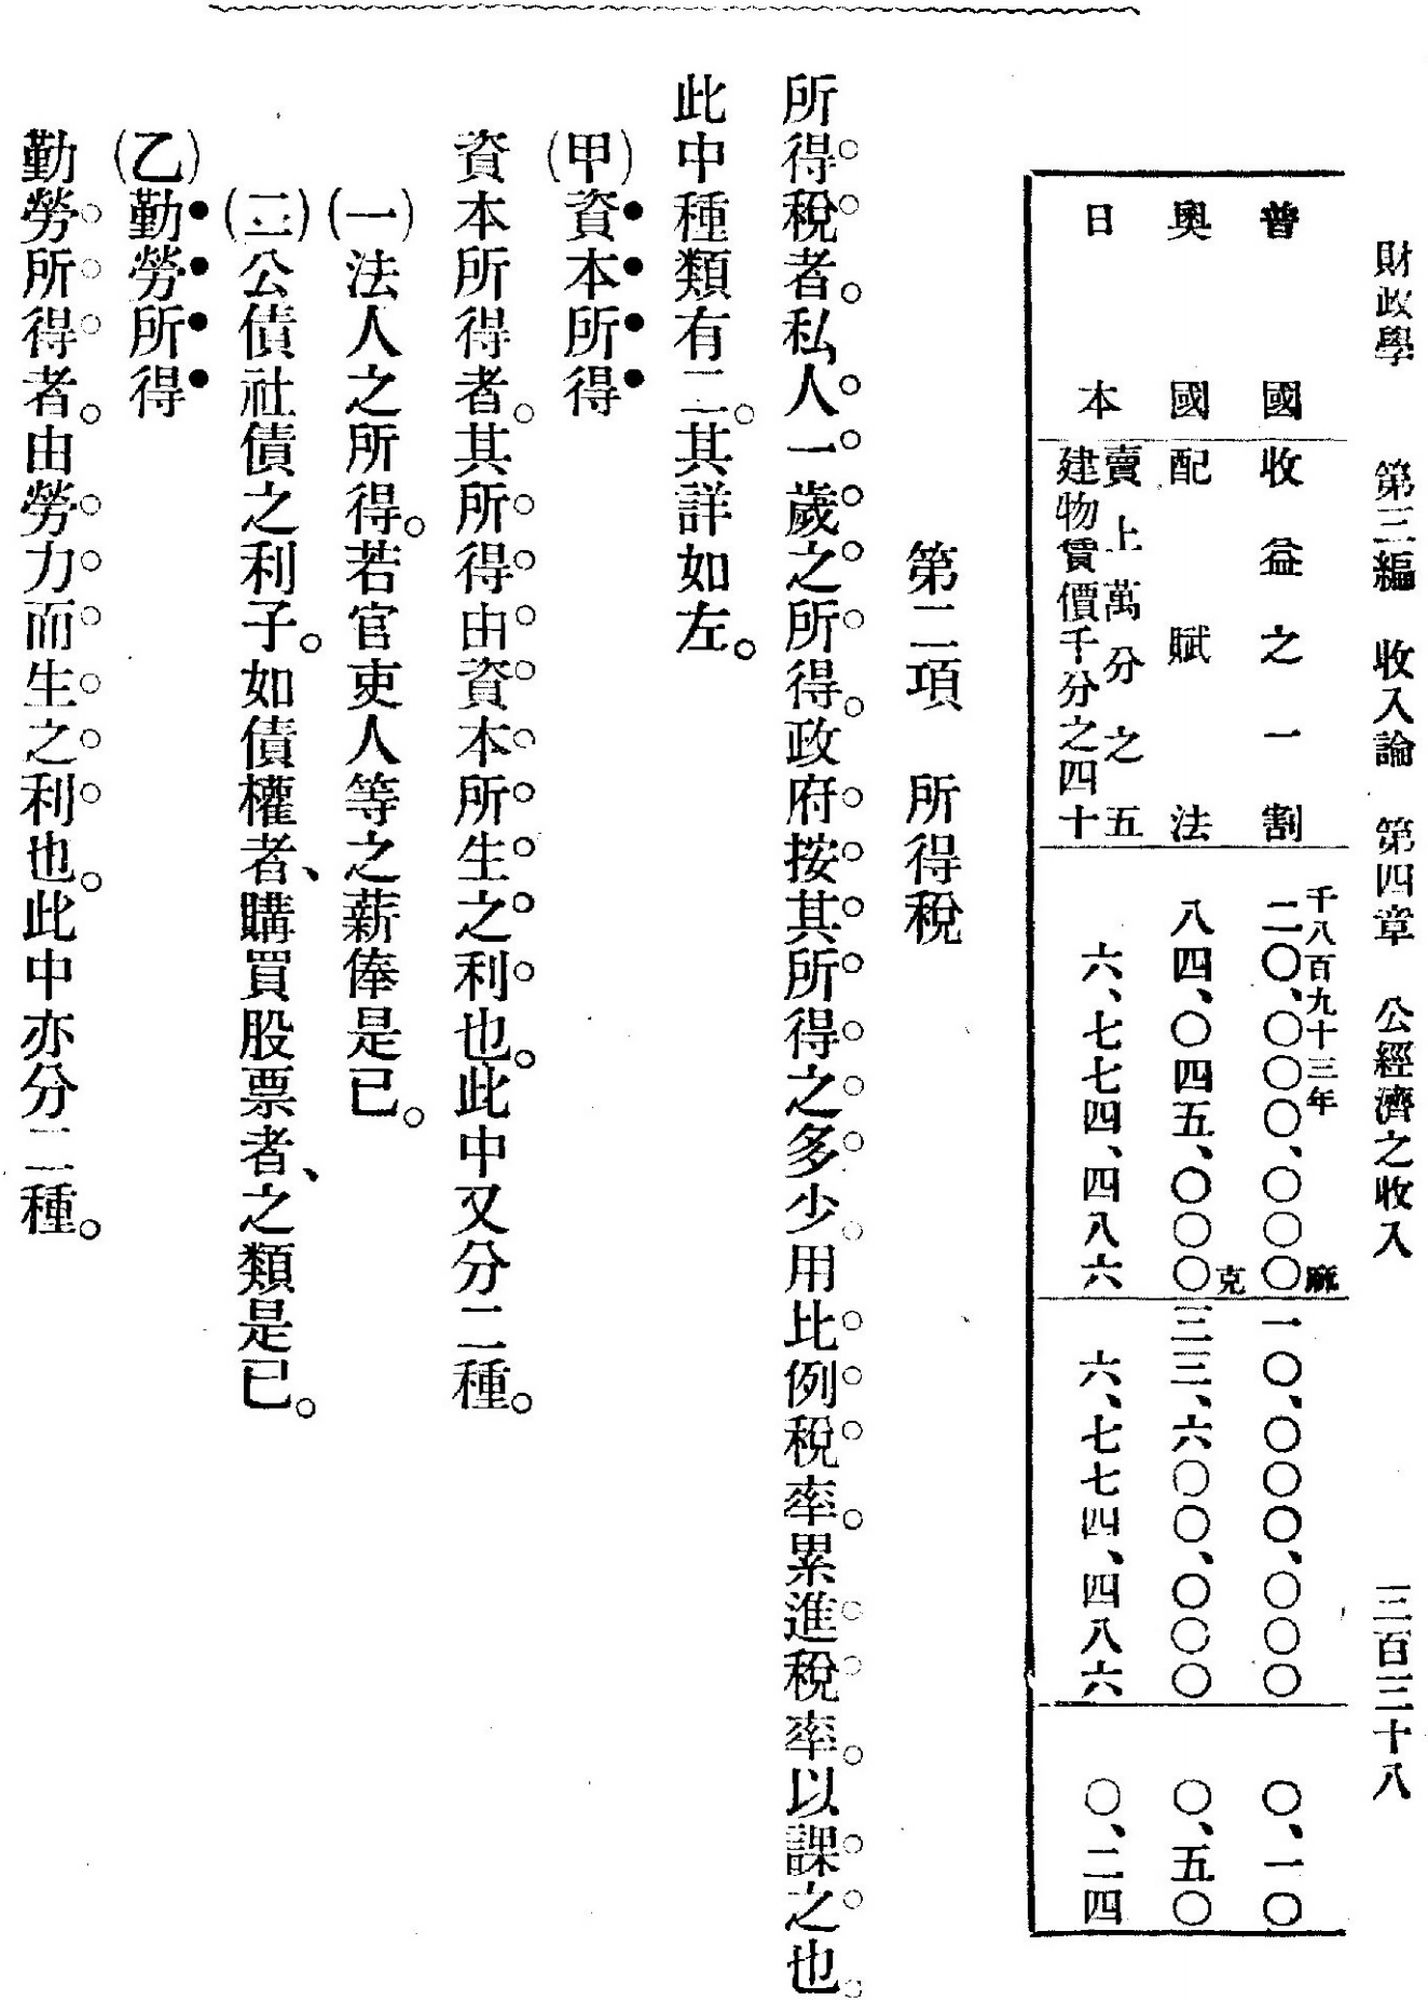 財政學 第三編 收入論 第四章 公經濟之收入 三百三十八
普國 收益之一割 千八百九十三年 二〇、〇〇〇、〇〇〇麻 一〇、〇〇〇、〇〇〇 〇、一〇
奧國 配賦法 八四、〇四五、〇〇〇克 三三、六〇〇、〇〇〇 〇、五〇
日本 賣上萬分之五 建物賃價千分之四十 六、七七四、四八六 六、七七四、四八六 〇、二四
第二項 所得稅
所得稅者。私人一歲之所得。政府按其所得之多少。用比例稅率。累進稅率。以課之也。
此中種類有二。其詳如左。
(甲)資本所得
資本所得者。其所得由資本所生之利也。此中又分二種。
(一)法人之所得。若官吏人等之薪俸是已。
(二)公債社債之利子。如債權者、購買股票者、之類是已。
(乙)勤勞所得
勤勞所得者。由勞力而生之利也。此中亦分二種。